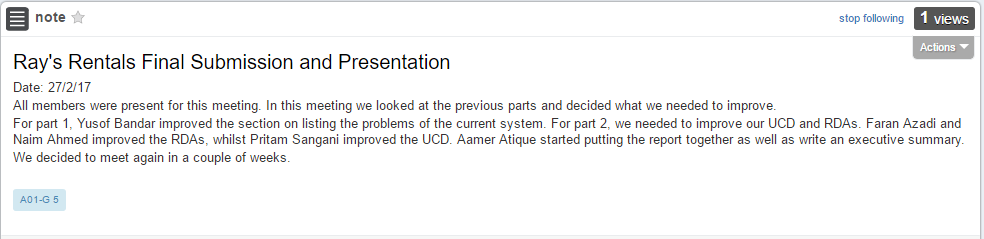 note
stop following
1 views
Actions
Ray's Rentals Final Submission and Presentation
Date: 27/2/17
All members were present for this meeting. In this meeting we looked at the previous parts and decided what we needed to improve.
For part 1, Yusof Bandar improved the section on listing the problems of the current system. For part 2, we needed to improve our UCD and RDAs. Faran Azadi and
Naim Ahmed improved the RDAs, whilst Pritam Sangani improved the UCD. Aamer Atique started putting the report together as well as write an executive summary.
We decided to meet again in a couple of weeks.
A01-G 5